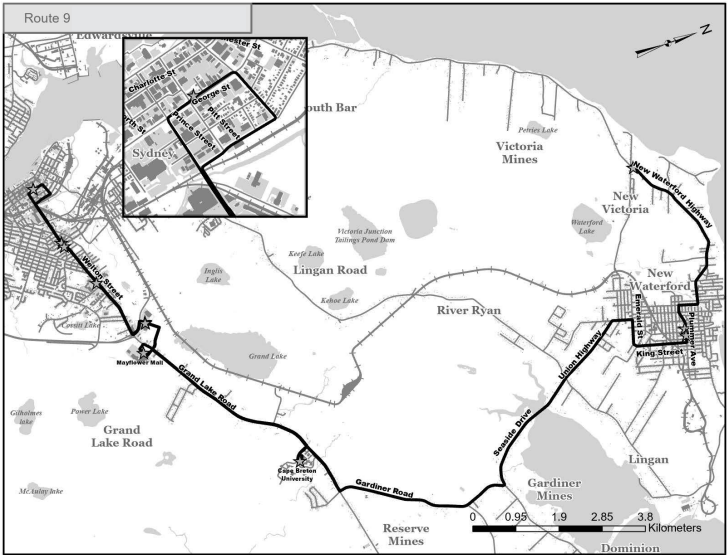 Route 9
Edwardsville
Charlotte St
George St
Pitt Street
Prince Street
Sydney
outh Bar
N
Petries Lake
Victoria
Mines
New Waterford Highway
New
Victoria
Waterford
Lake
Victoria Junction
Tailings Pond Dam
Keefe Lake
Lingan Road
Kehoe Lake
Inglis
Lake
Welton Street
New
Waterford
River Ryan
Emerald St
Plummer Ave
King Street
Union Highway
Grand Lake
Mayflower Mall
Grand Lake Road
Seaside Drive
Gilholmes
lake
Power Lake
Grand
Lake Road
Cape Breton
University
Lingan
McAulay lake
Gardiner Road
Gardiner
Mines
Reserve
Mines
0 0.95 1.9 2.85 3.8
Kilometers
Dominion